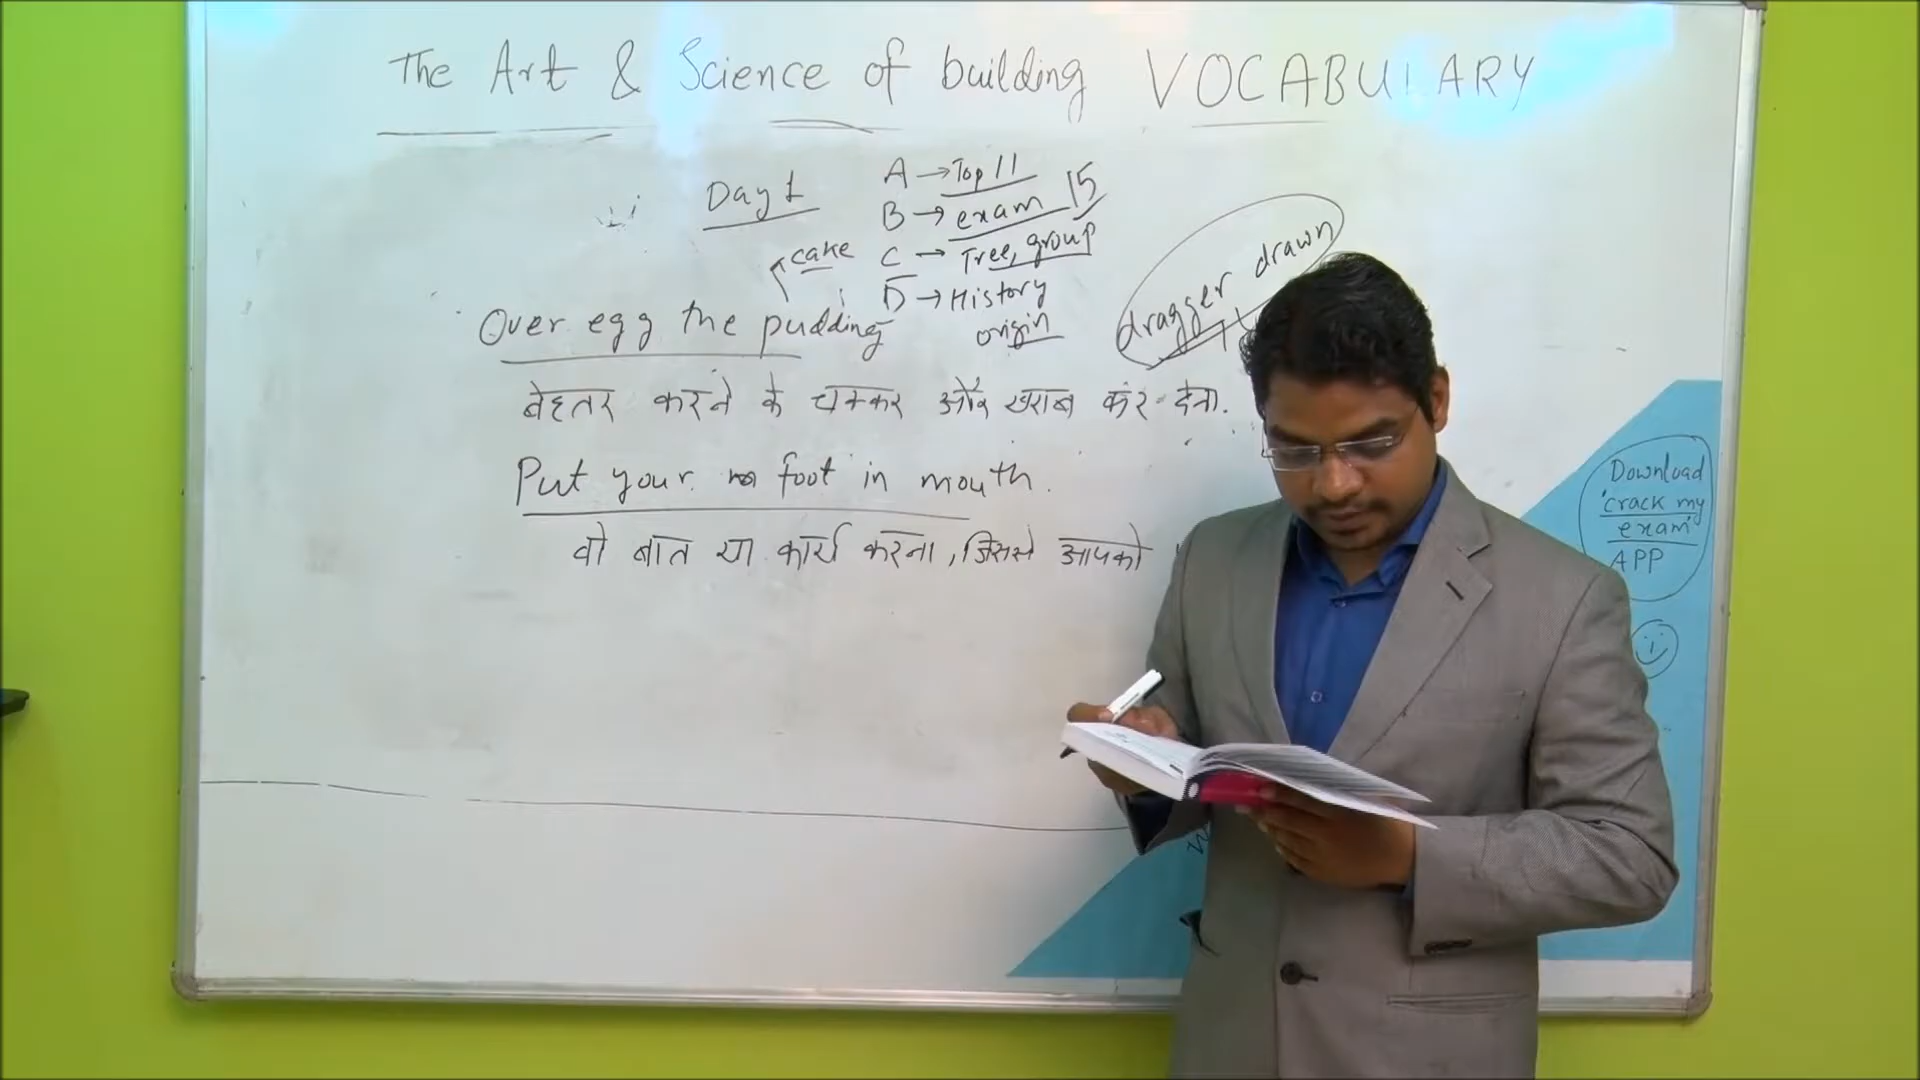 The Art & Science of building VOCABULARY
Day 1
A → Top 11
B → exam 15
C → Tree, group
D → History
origin
cake
Over egg the pudding
dragger drawn
बेहतर करने के चक्कर और खराब कर देना.
Put your foot in mouth.
वो बात या कार्य करना, जिससे आपको
Download
'crack my
exam'
APP